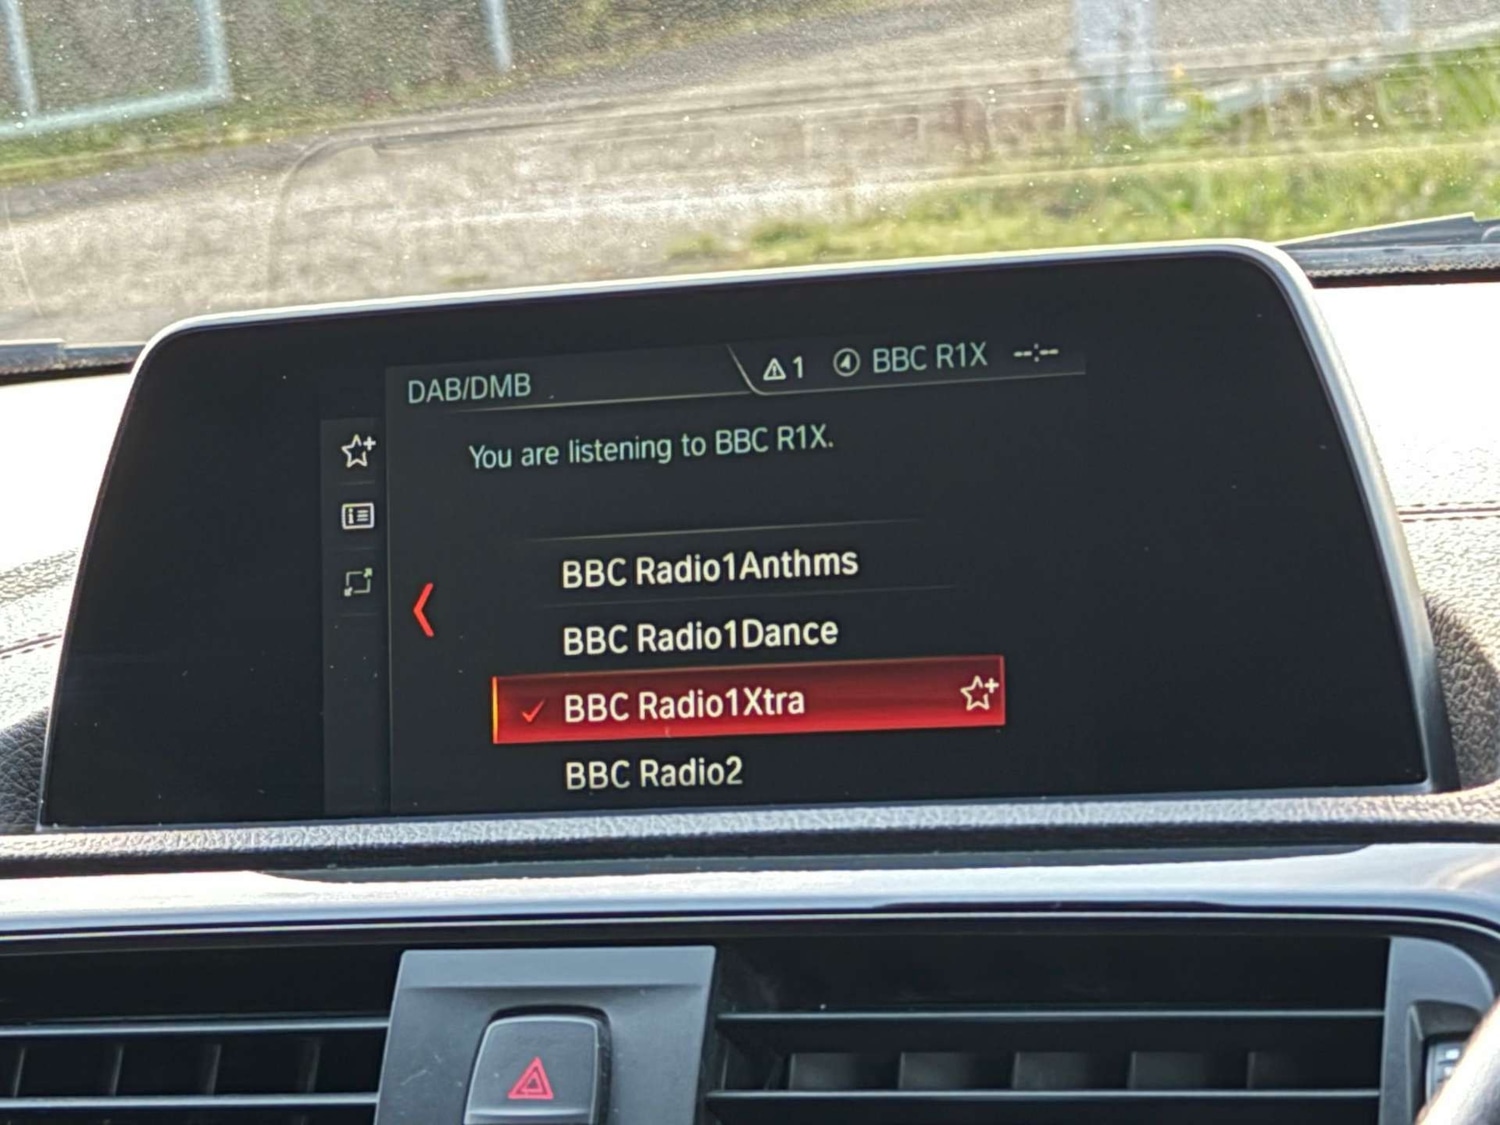 DAB/DMB
1 BBC R1X --:--
You are listening to BBC R1X.
BBC Radio1Anthms
BBC Radio1Dance
BBC Radio1Xtra
BBC Radio2